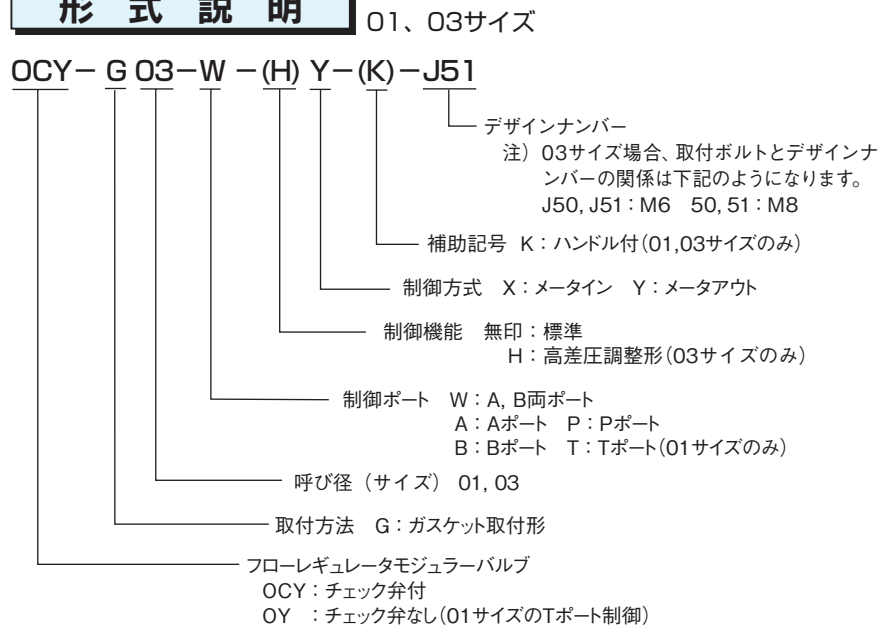 形式説明
01、03サイズ
OCY－G03－W－(H)Y－(K)－J51
デザインナンバー
注）03サイズ場合、取付ボルトとデザインナ
ンバーの関係は下記のようになります。
J50, J51：M6　50, 51：M8
補助記号　K：ハンドル付(01,03サイズのみ)
制御方式　X：メータイン　Y：メータアウト
制御機能　無印：標準
H：高差圧調整形(03サイズのみ)
制御ポート　W：A, B両ポート
A：Aポート　P：Pポート
B：Bポート　T：Tポート(01サイズのみ)
呼び径（サイズ）01, 03
取付方法　G：ガスケット取付形
フローレギュレータモジュラーバルブ
OCY：チェック弁付
OY　：チェック弁なし(01サイズのTポート制御)